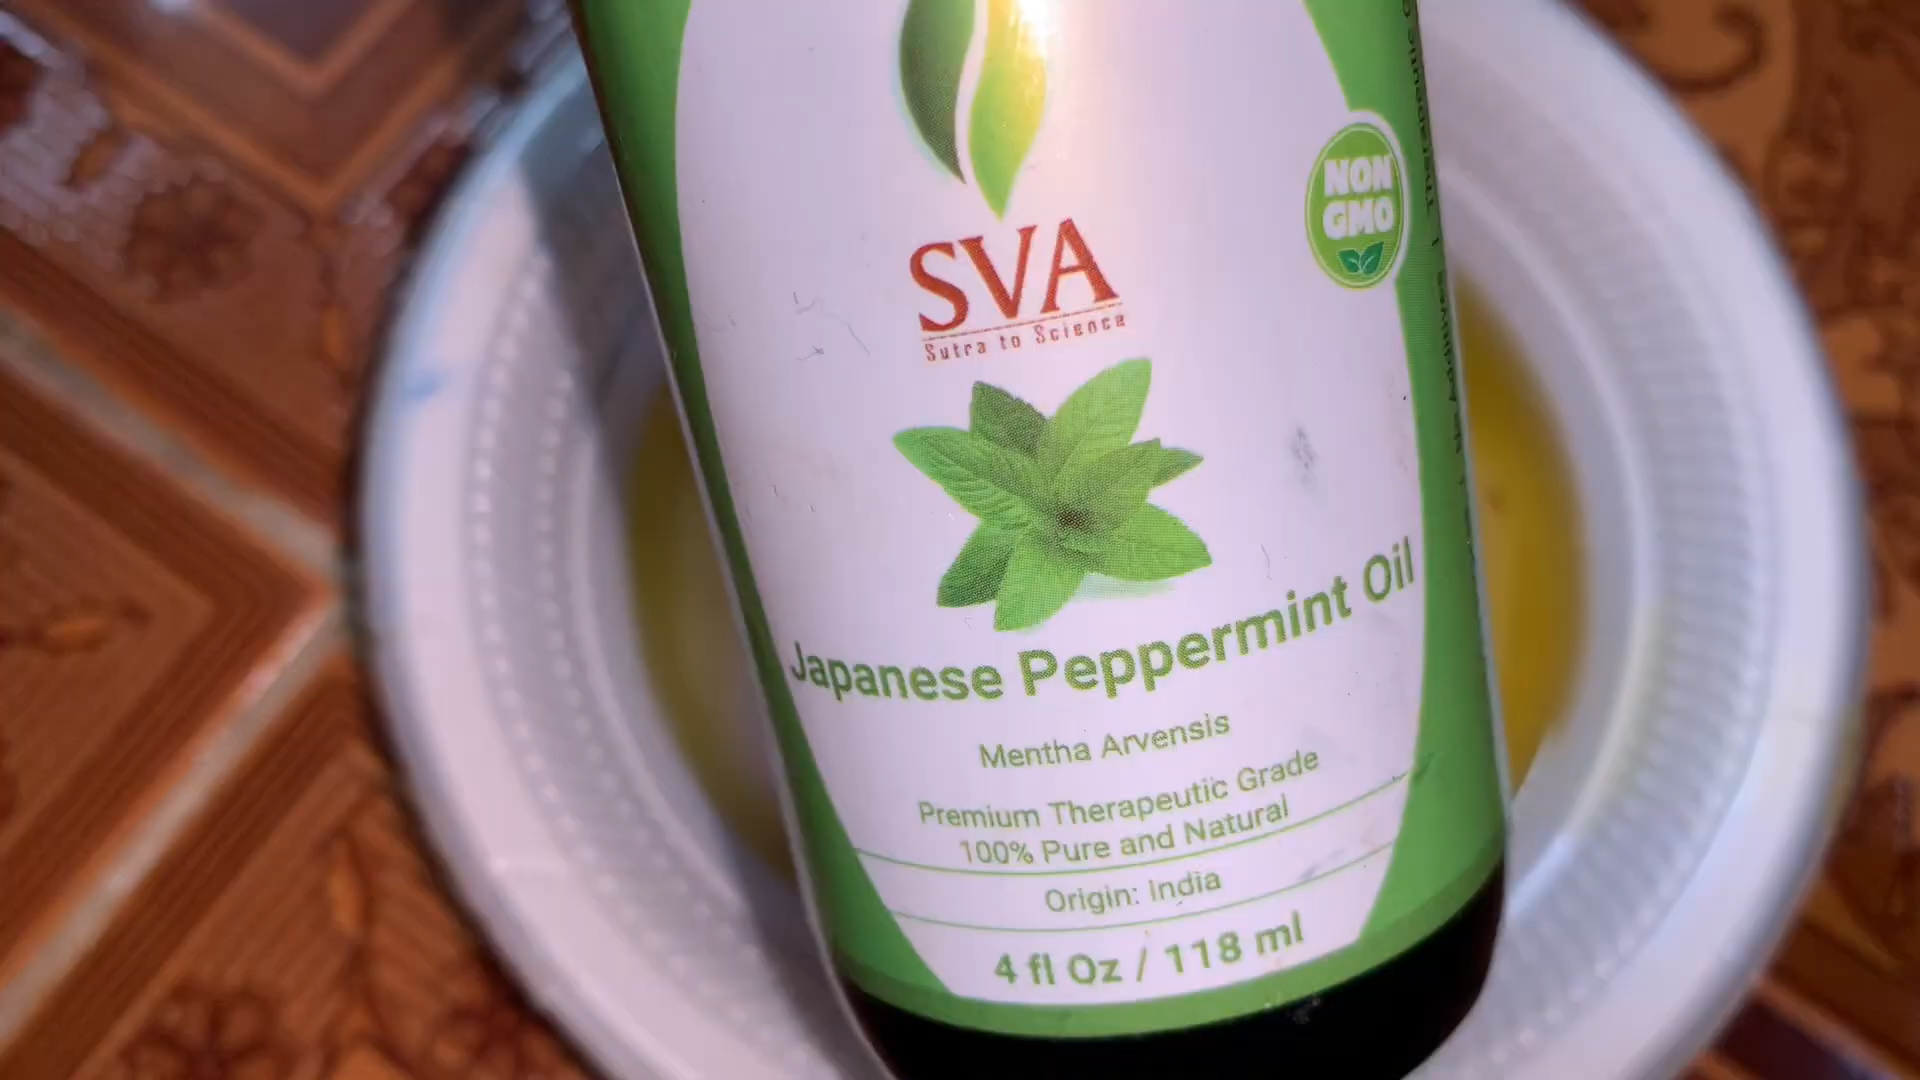 SVA
Sutra to Science
NON
GMO
Japanese Peppermint Oil
Mentha Arvensis
Premium Therapeutic Grade
100% Pure and Natural
Origin: India
4 fl Oz / 118 ml